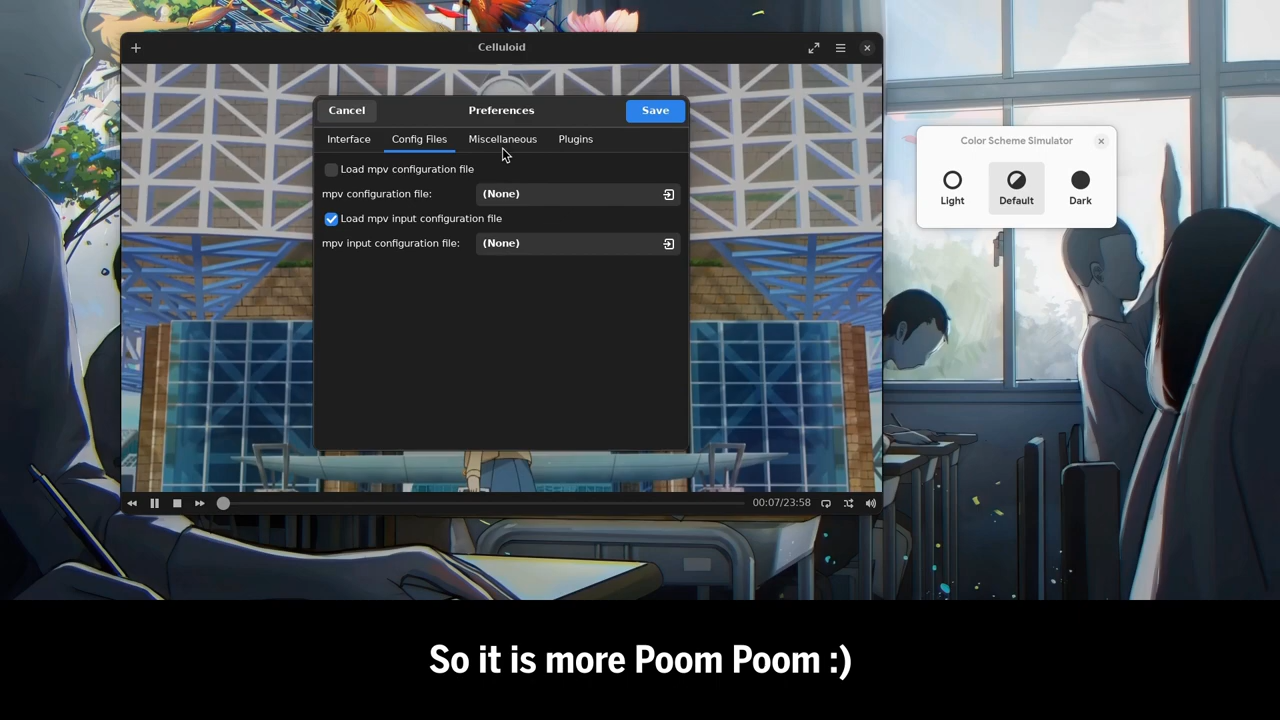 Celluloid
Cancel
Preferences
Save
Interface
Config Files
Miscellaneous
Plugins
Load mpv configuration file
mpv configuration file:
(None)
Load mpv input configuration file
mpv input configuration file:
(None)
00:07/23:58
Color Scheme Simulator
Light
Default
Dark
So it is more Poom Poom :)